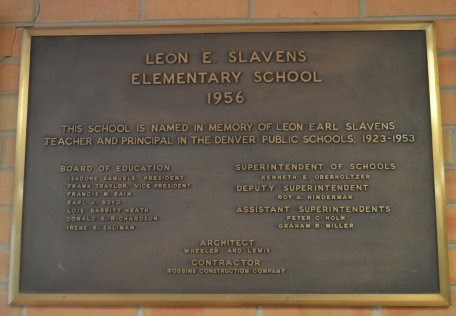 LEON E. SLAVENS
ELEMENTARY SCHOOL
1956
THIS SCHOOL IS NAMED IN MEMORY OF LEON EARL SLAVENS
TEACHER AND PRINCIPAL IN THE DENVER PUBLIC SCHOOLS, 1923-1953
BOARD OF EDUCATION
ISADORE SAMUELS, PRESIDENT
FRANK TRAYLOR, VICE PRESIDENT
FRANCIS M. BAIN
EARL J. BOYD
LOIS BABBITT HEATH
DONALD B. RICHARDSON
IRENE R. SALIMAN
SUPERINTENDENT OF SCHOOLS
KENNETH E. OBERHOLTZER
DEPUTY SUPERINTENDENT
ROY A. HINDERMAN
ASSISTANT SUPERINTENDENTS
PETER C. HOLM
GRAHAM R. MILLER
ARCHITECT
WHEELER AND LEWIS
CONTRACTOR
ROBBINS CONSTRUCTION COMPANY